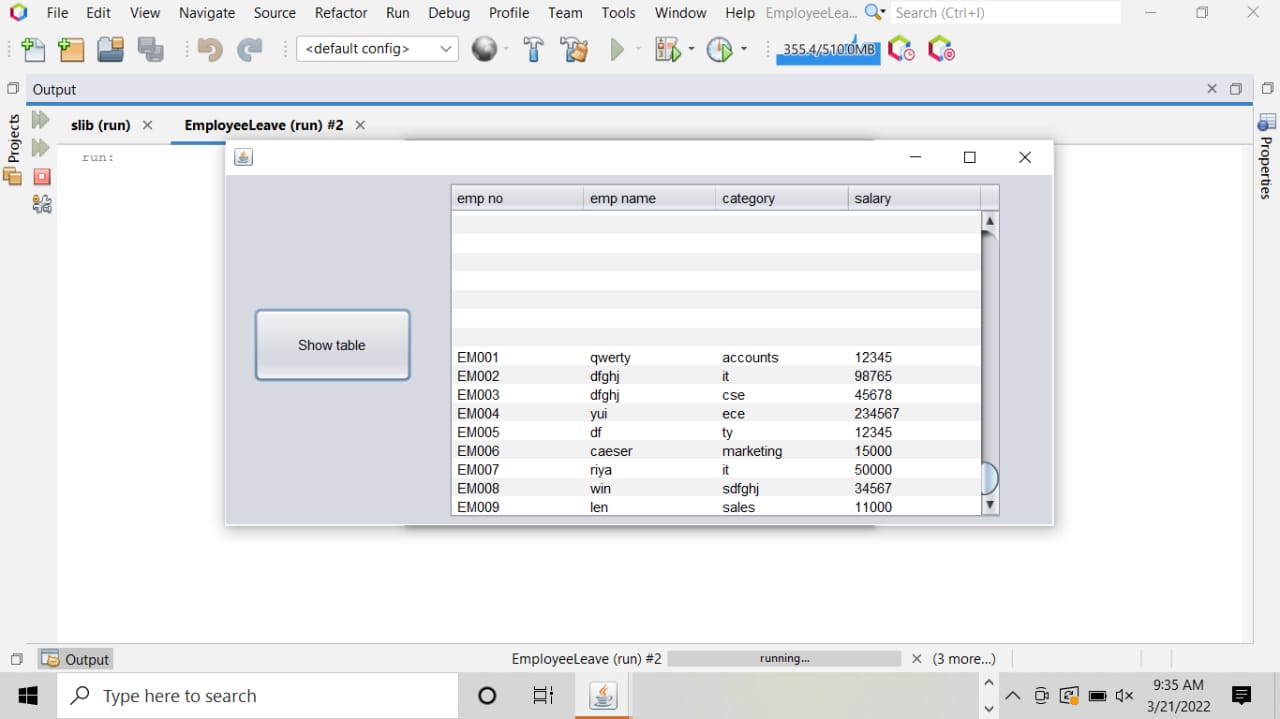 File Edit View Navigate Source Refactor Run Debug Profile Team Tools Window Help EmployeeLea... Search (Ctrl+I)
<default config> 355.4/510.0MB
Output
slib (run) EmployeeLeave (run) #2
Projects
run:
Properties
emp no emp name category salary
Show table
EM001 qwerty accounts 12345
EM002 dfghj it 98765
EM003 dfghj cse 45678
EM004 yui ece 234567
EM005 df ty 12345
EM006 caeser marketing 15000
EM007 riya it 50000
EM008 win sdfghj 34567
EM009 len sales 11000
Output EmployeeLeave (run) #2 running... (3 more...)
Type here to search
9:35 AM
3/21/2022